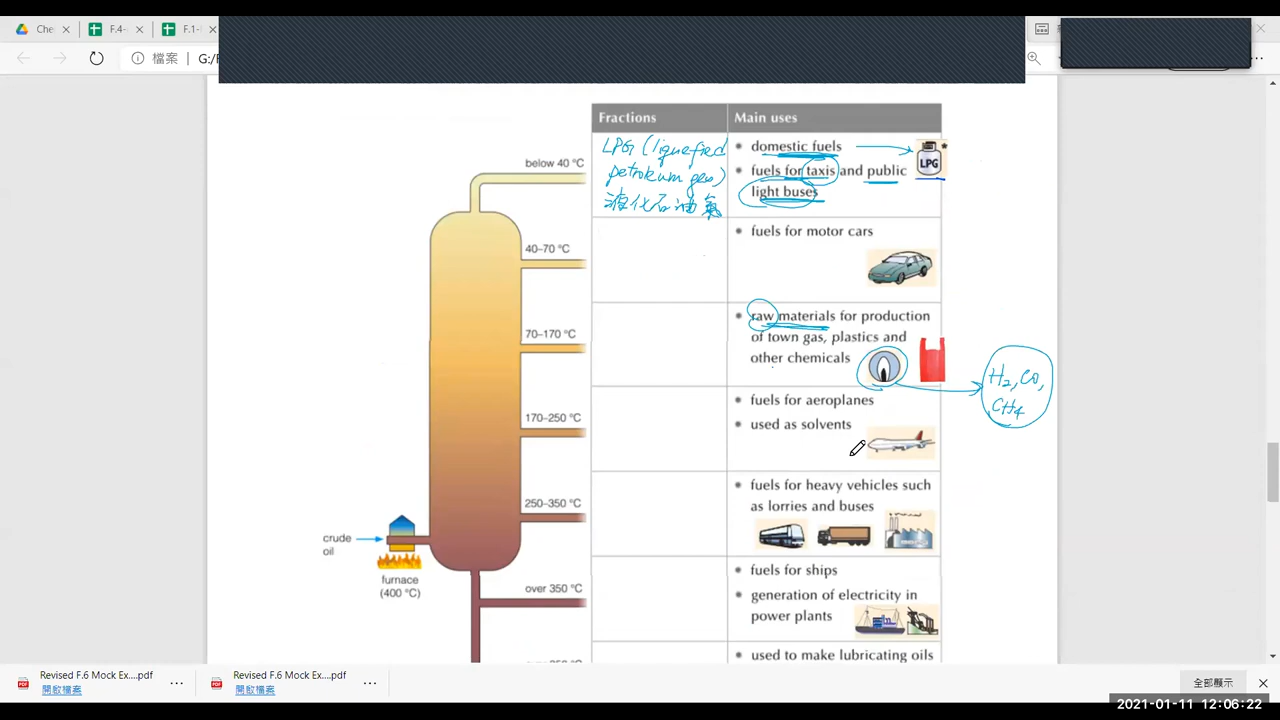 Che
F.4-
F.1-
檔案
G:/F
Fractions
Main uses
LPG (liquefied
petroleum gas)
液化石油氣
domestic fuels
LPG
*
fuels for taxis and public
light buses
below 40 °C
40–70 °C
fuels for motor cars
70–170 °C
raw materials for production
of town gas, plastics and
other chemicals
H2, CO,
CH4
170–250 °C
fuels for aeroplanes
used as solvents
250–350 °C
fuels for heavy vehicles such
as lorries and buses
crude
oil
furnace
(400 °C)
over 350 °C
fuels for ships
generation of electricity in
power plants
used to make lubricating oils
Revised F.6 Mock Ex....pdf
開啟檔案
Revised F.6 Mock Ex....pdf
開啟檔案
全部顯示
2021-01-11 12:06:22